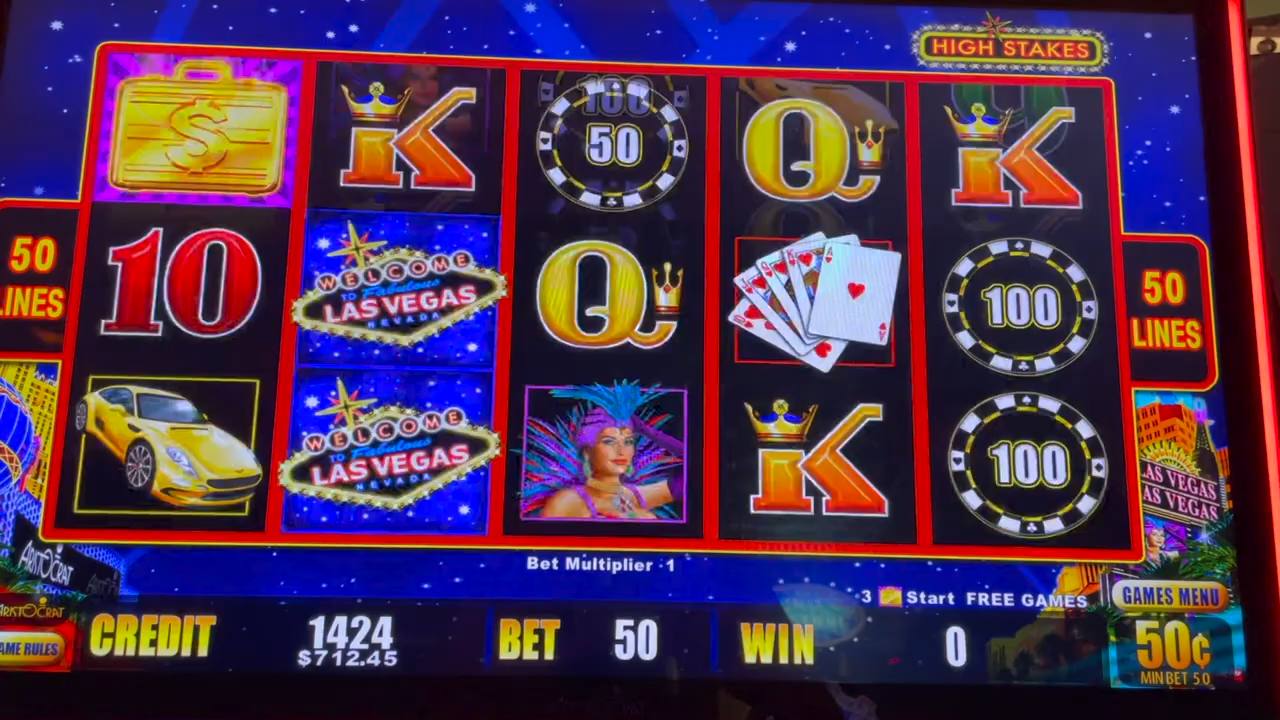 HIGH STAKES
$
K
100
50
Q
K
50
LINES
10
WELCOME
TO Fabulous
LAS VEGAS
NEVADA
Q
A
100
50
LINES
WELCOME
TO Fabulous
LAS VEGAS
NEVADA
K
100
LAS VEGAS
LAS VEGAS
ARISTOCRAT
Bet Multiplier 1
3 Start FREE GAMES
GAMES MENU
ARISTOCRAT
GAME RULES
CREDIT
1424
$712.45
BET
50
WIN
0
50¢
MIN BET 50